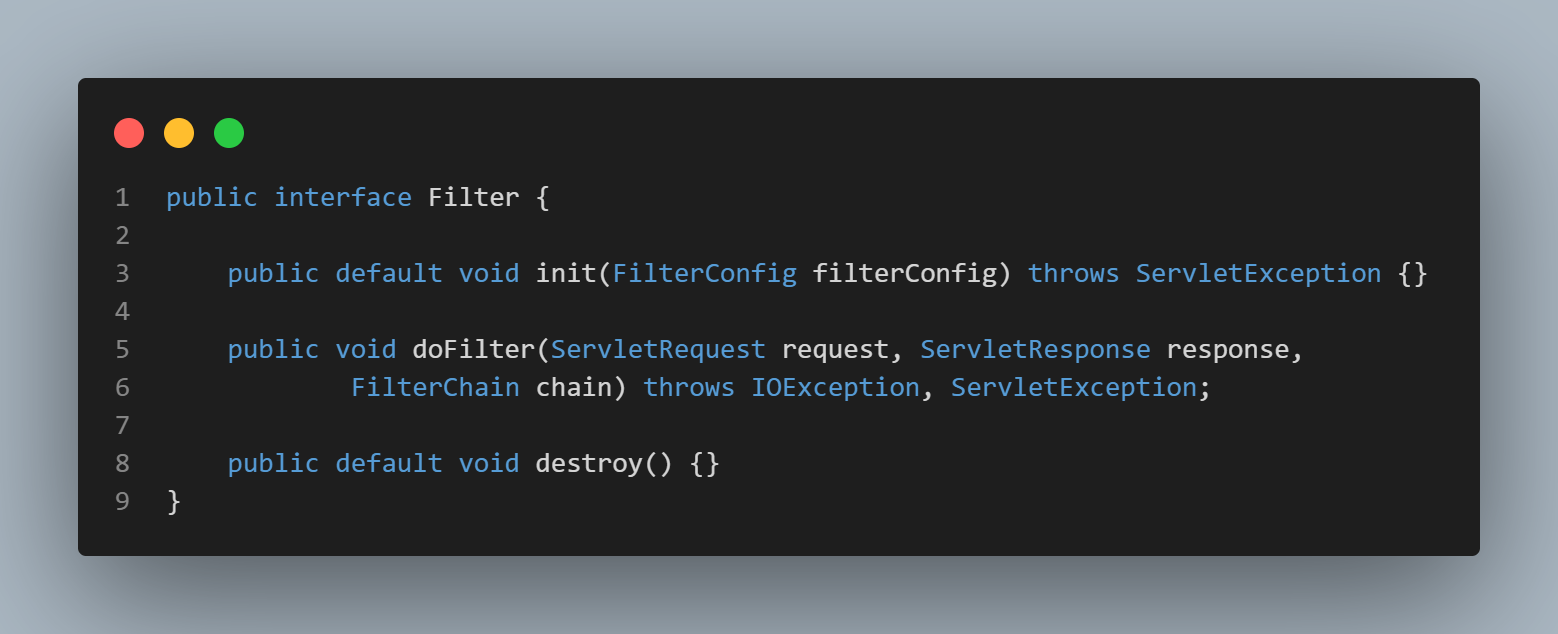 1 public interface Filter {
2
3     public default void init(FilterConfig filterConfig) throws ServletException {}
4
5     public void doFilter(ServletRequest request, ServletResponse response,
6             FilterChain chain) throws IOException, ServletException;
7
8     public default void destroy() {}
9 }